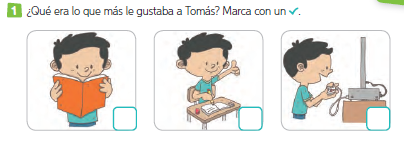 1 ¿Qué era lo que más le gustaba a Tomás? Marca con un ✓.